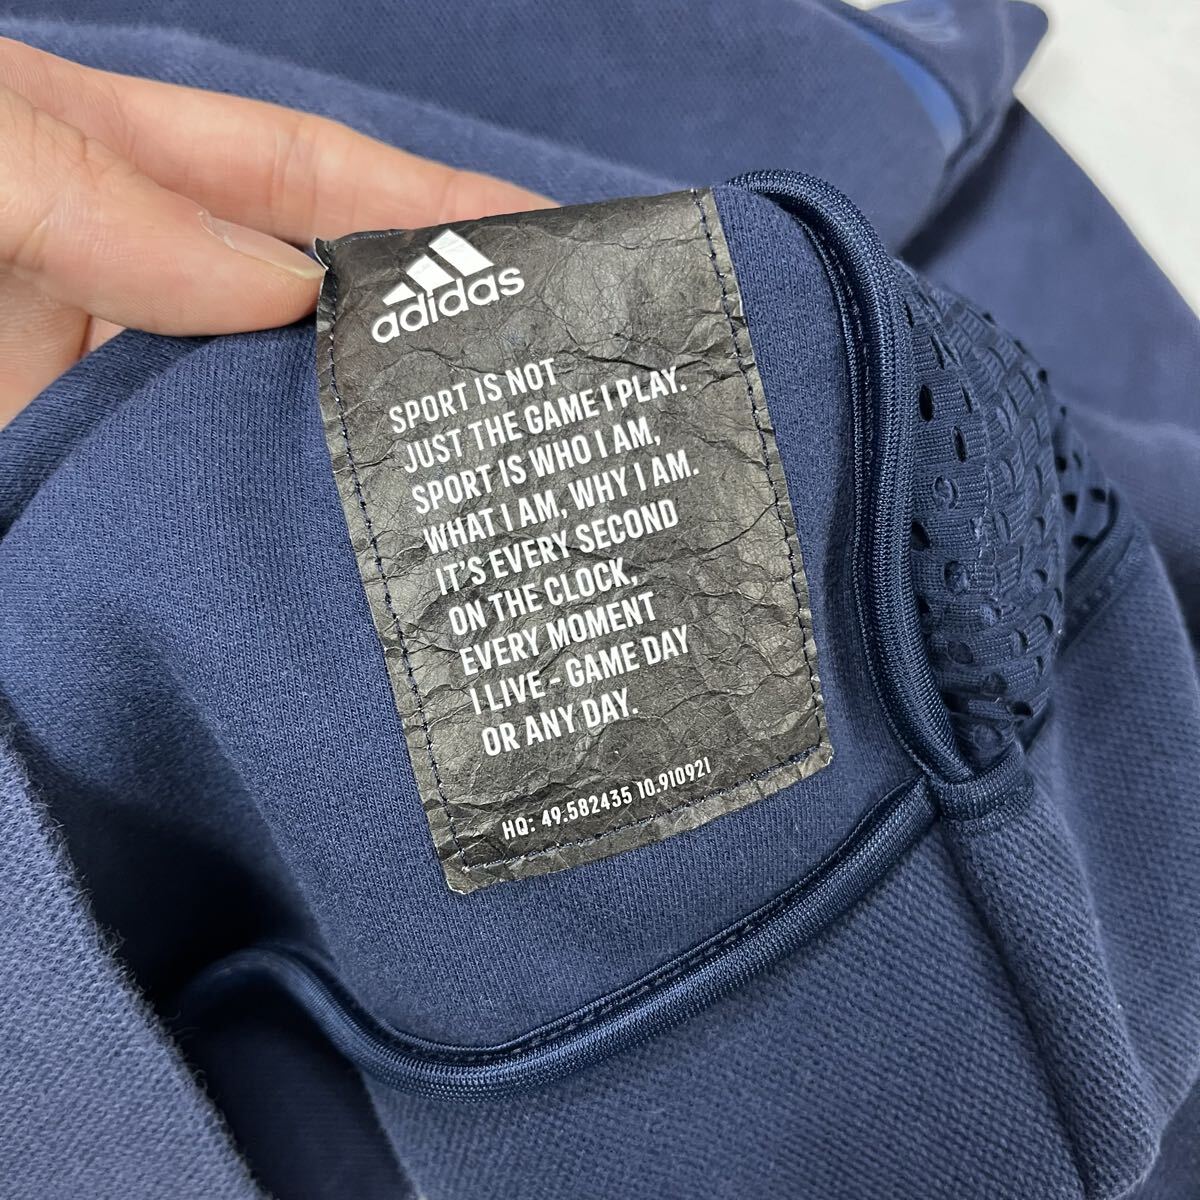 adidas
SPORT IS NOT
JUST THE GAME I PLAY.
SPORT IS WHO I AM,
WHAT I AM, WHY I AM.
IT'S EVERY SECOND
ON THE CLOCK,
EVERY MOMENT
I LIVE - GAME DAY
OR ANY DAY.
HQ: 49.582435 10.910921